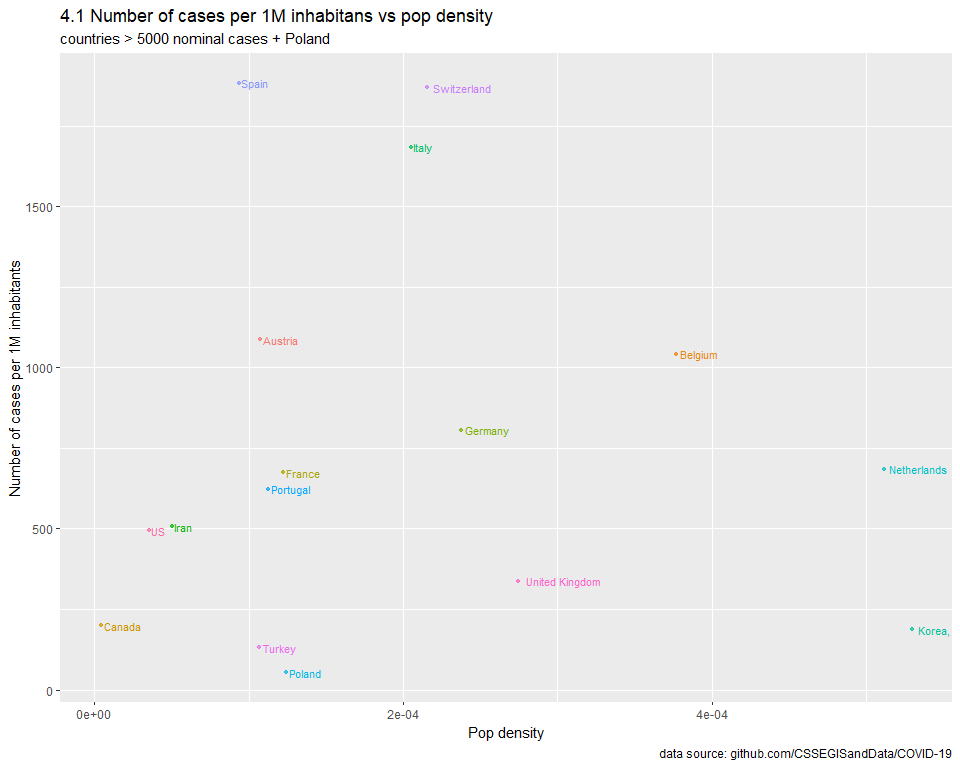 4.1 Number of cases per 1M inhabitans vs pop density
countries > 5000 nominal cases + Poland
Spain
Switzerland
Italy
1500
Austria
Belgium
1000
Germany
Netherlands
France
Portugal
500
US
Iran
United Kingdom
Canada
Korea,
Turkey
Poland
0
Number of cases per 1M inhabitants
0e+00 2e-04 4e-04
Pop density
data source: github.com/CSSEGISandData/COVID-19